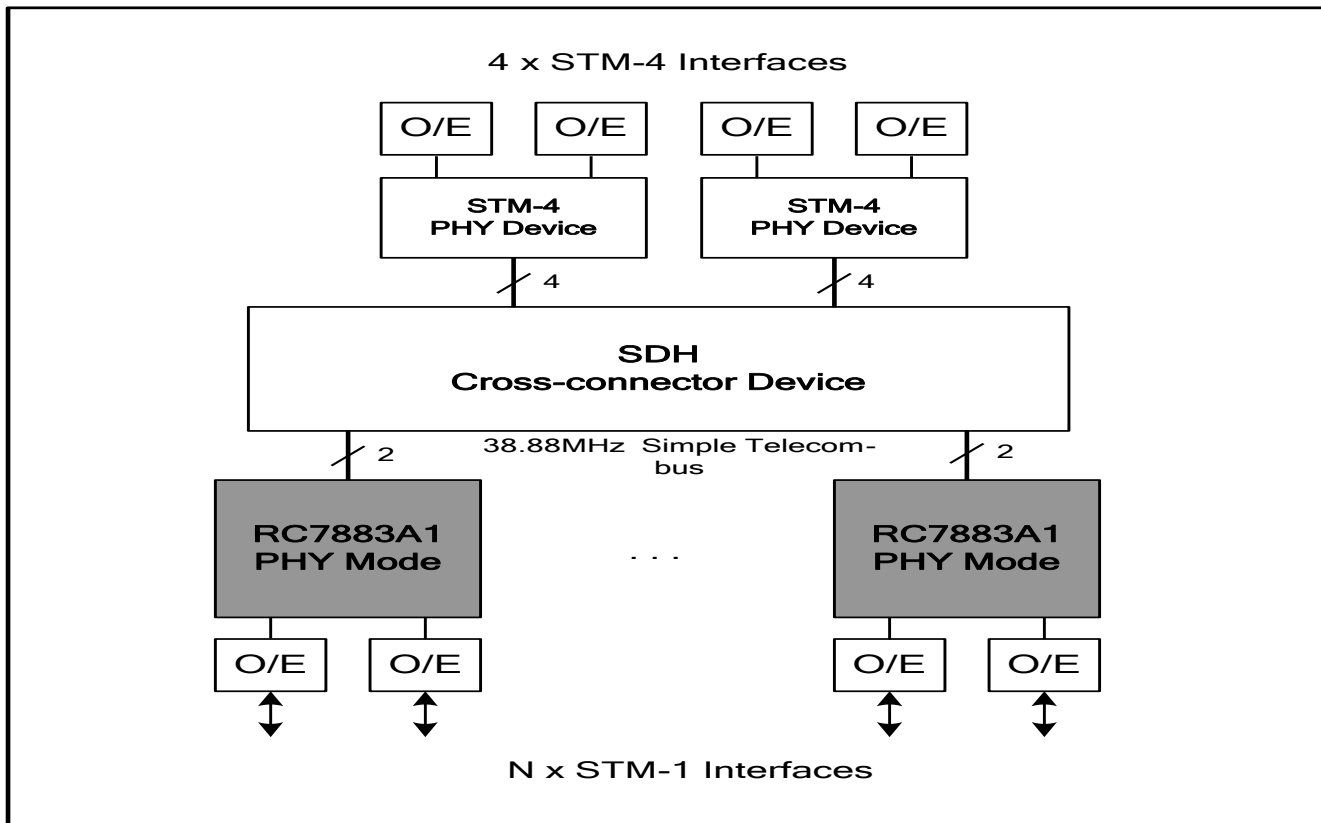 4 x STM-4 Interfaces
O/E
O/E
O/E
O/E
STM-4
PHY Device
STM-4
PHY Device
4
4
SDH
Cross-connector Device
2
38.88MHz Simple Telecom-
bus
2
RC7883A1
PHY Mode
. . .
RC7883A1
PHY Mode
O/E
O/E
O/E
O/E
N x STM-1 Interfaces